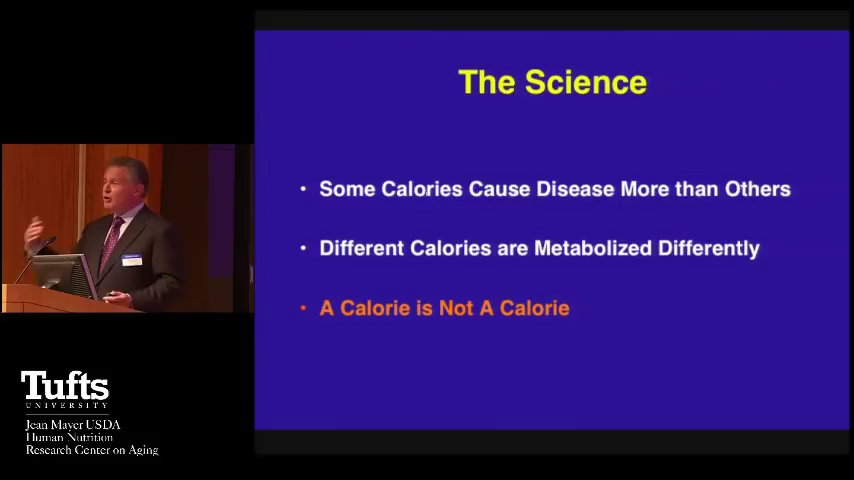 The Science
• Some Calories Cause Disease More than Others
• Different Calories are Metabolized Differently
• A Calorie is Not A Calorie
Tufts
UNIVERSITY
Jean Mayer USDA
Human Nutrition
Research Center on Aging